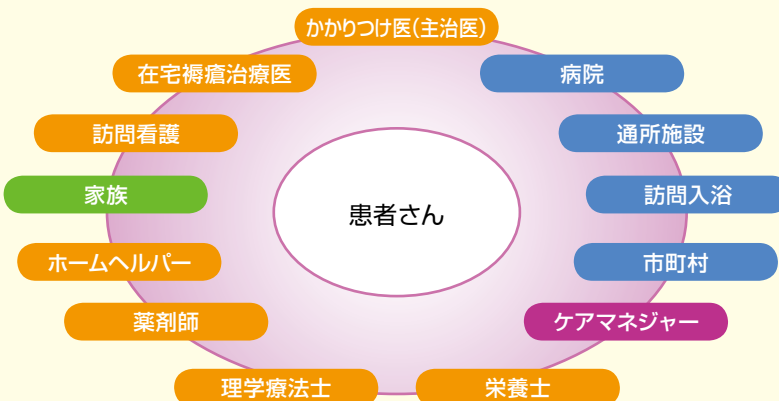 かかりつけ医(主治医)
在宅褥瘡治療医
病院
訪問看護
通所施設
家族
患者さん
訪問入浴
ホームヘルパー
市町村
薬剤師
ケアマネジャー
理学療法士
栄養士